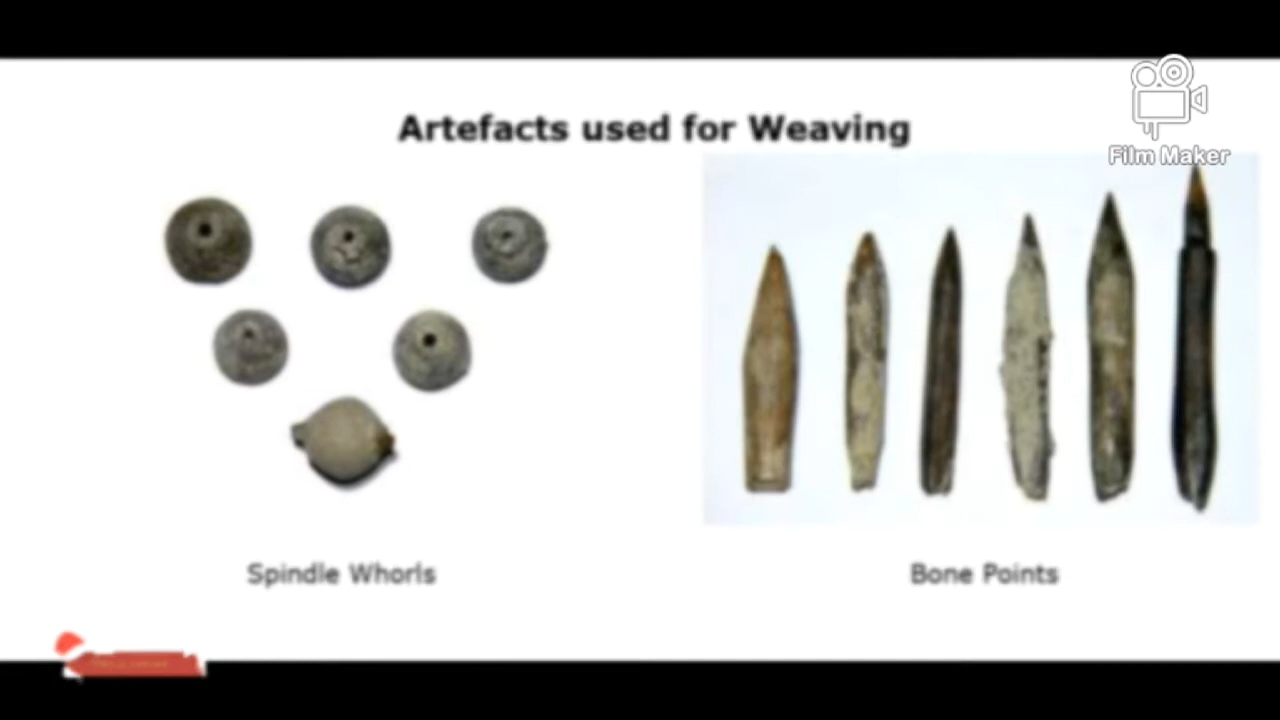 Artefacts used for Weaving
Film Maker
Spindle Whorls
Bone Points